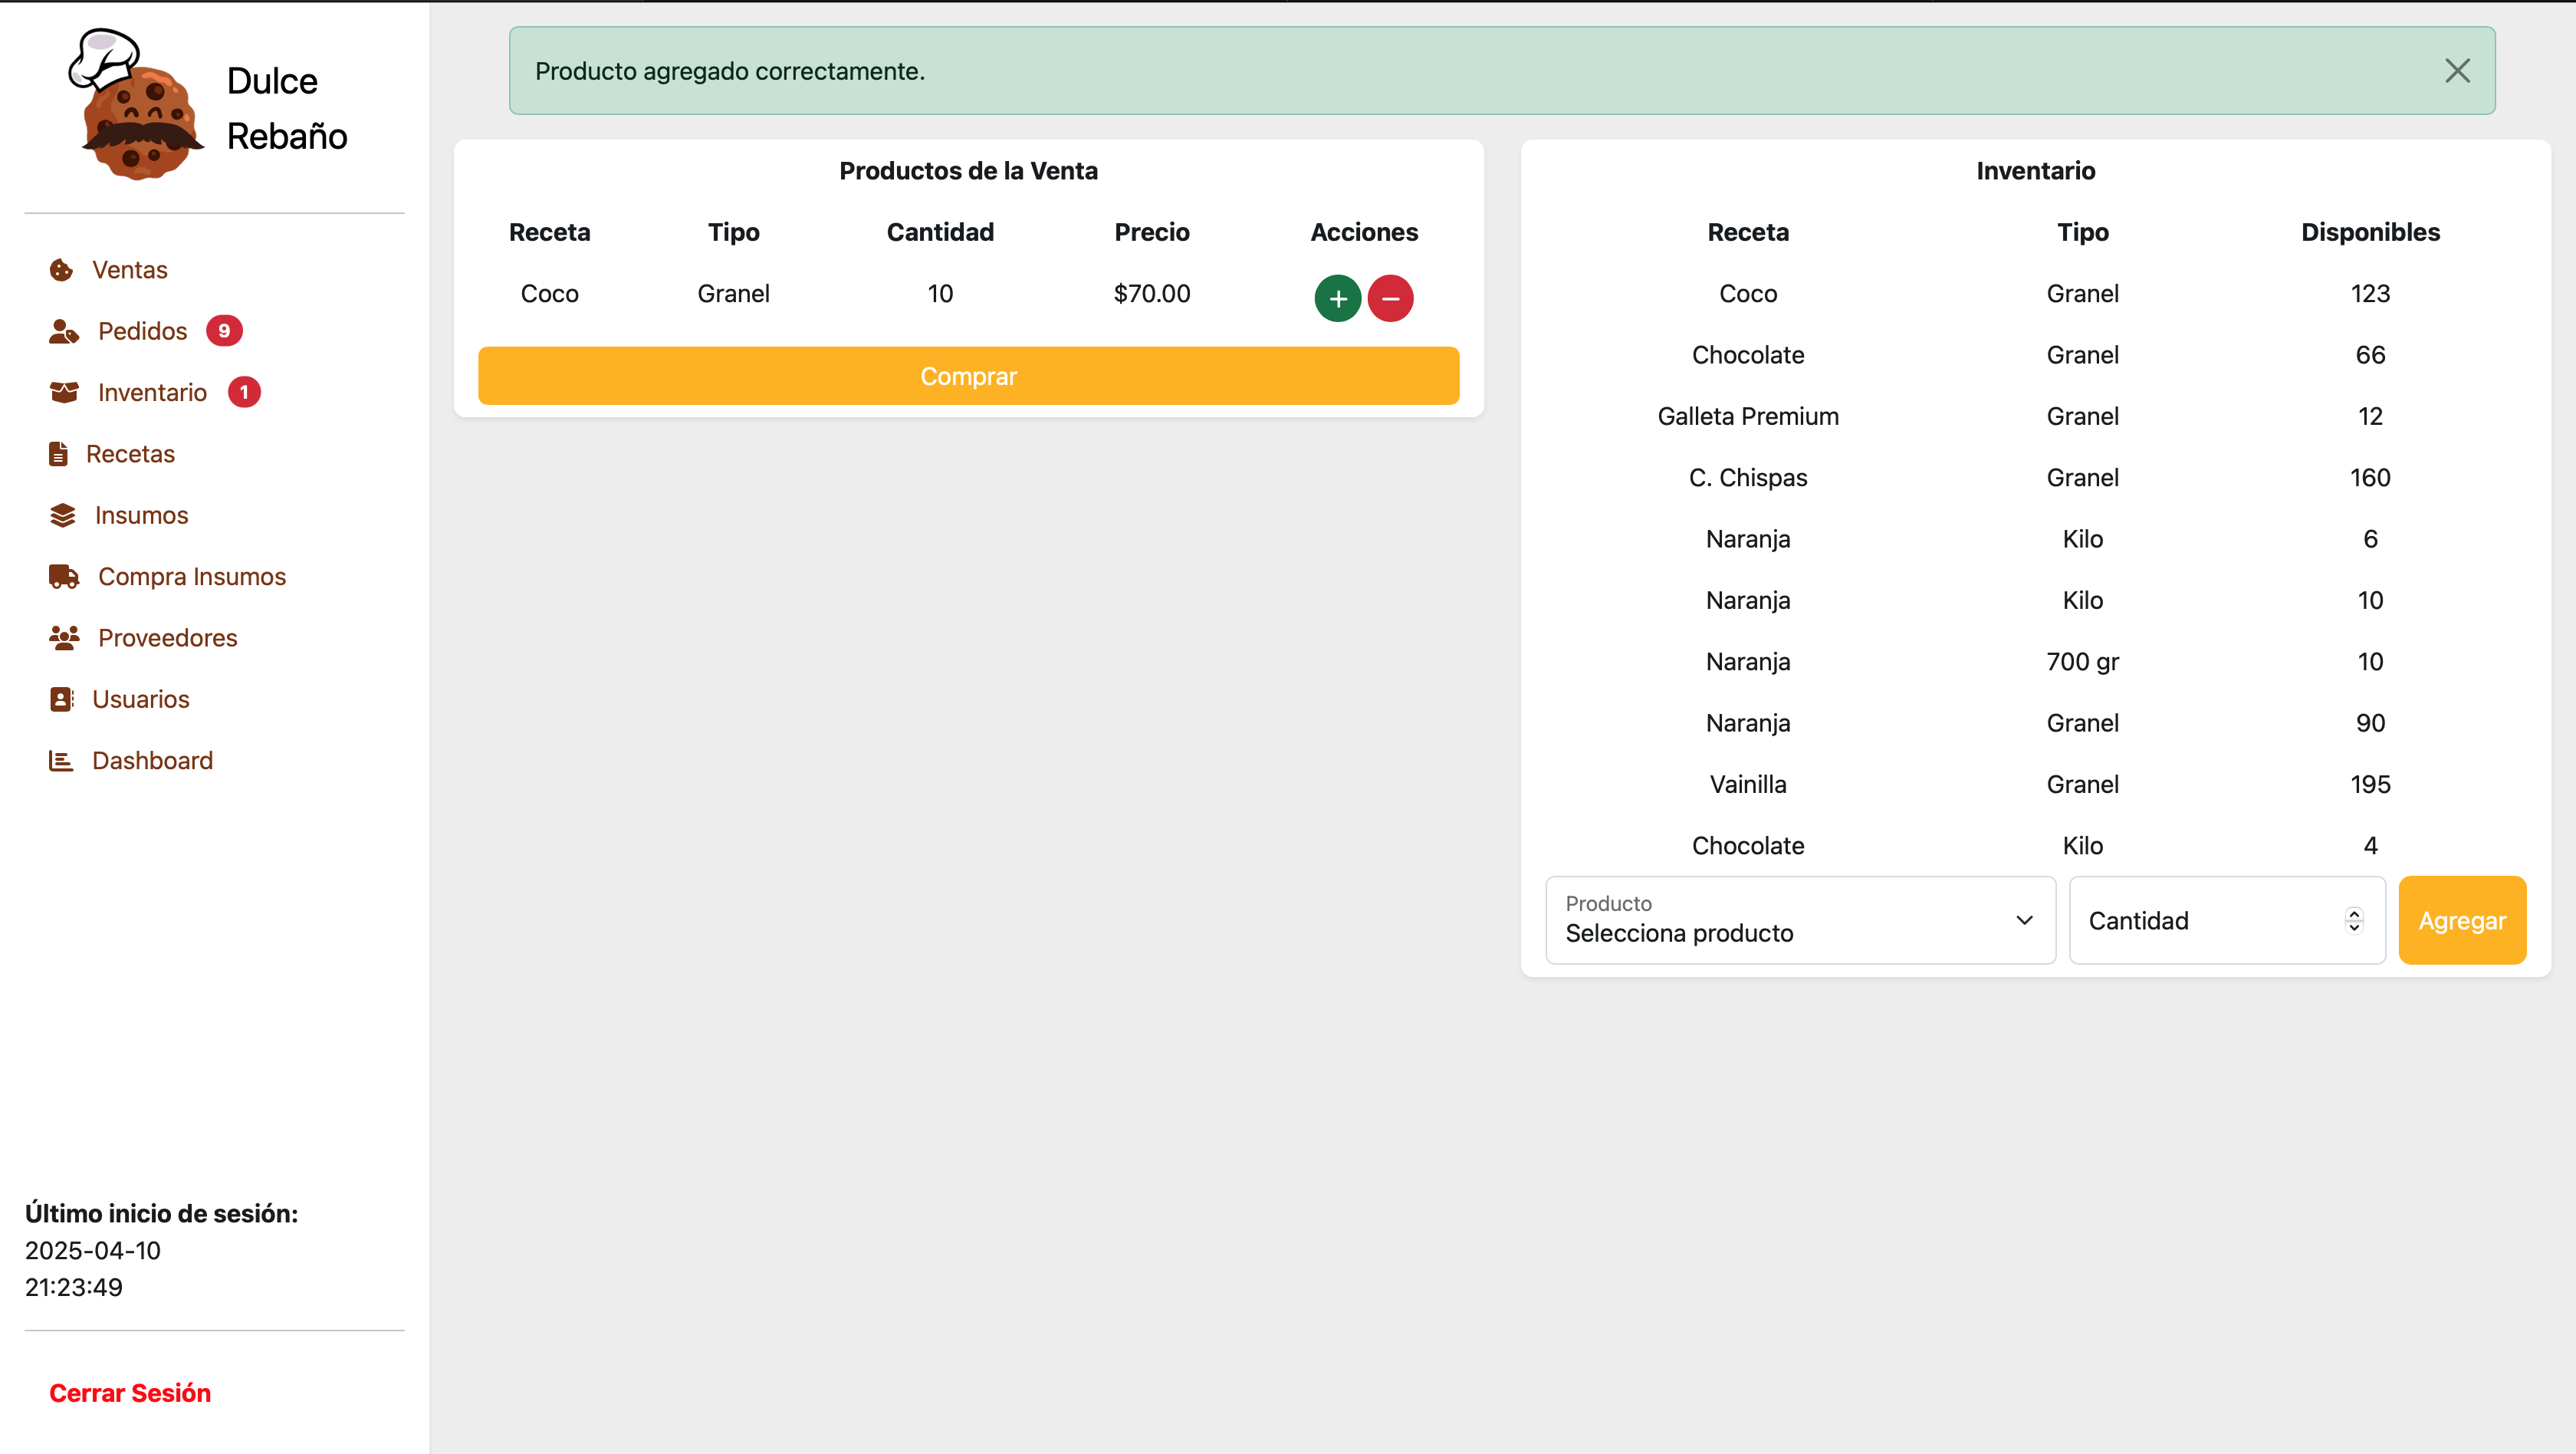 Dulce
Rebaño
Ventas
Pedidos 9
Inventario 1
Recetas
Insumos
Compra Insumos
Proveedores
Usuarios
Dashboard
Último inicio de sesión:
2025-04-10
21:23:49
Cerrar Sesión
Producto agregado correctamente.
Productos de la Venta
Receta Tipo Cantidad Precio Acciones
Coco Granel 10 $70.00
Comprar
Inventario
Receta Tipo Disponibles
Coco Granel 123
Chocolate Granel 66
Galleta Premium Granel 12
C. Chispas Granel 160
Naranja Kilo 6
Naranja Kilo 10
Naranja 700 gr 10
Naranja Granel 90
Vainilla Granel 195
Chocolate Kilo 4
Producto
Selecciona producto
Cantidad
Agregar